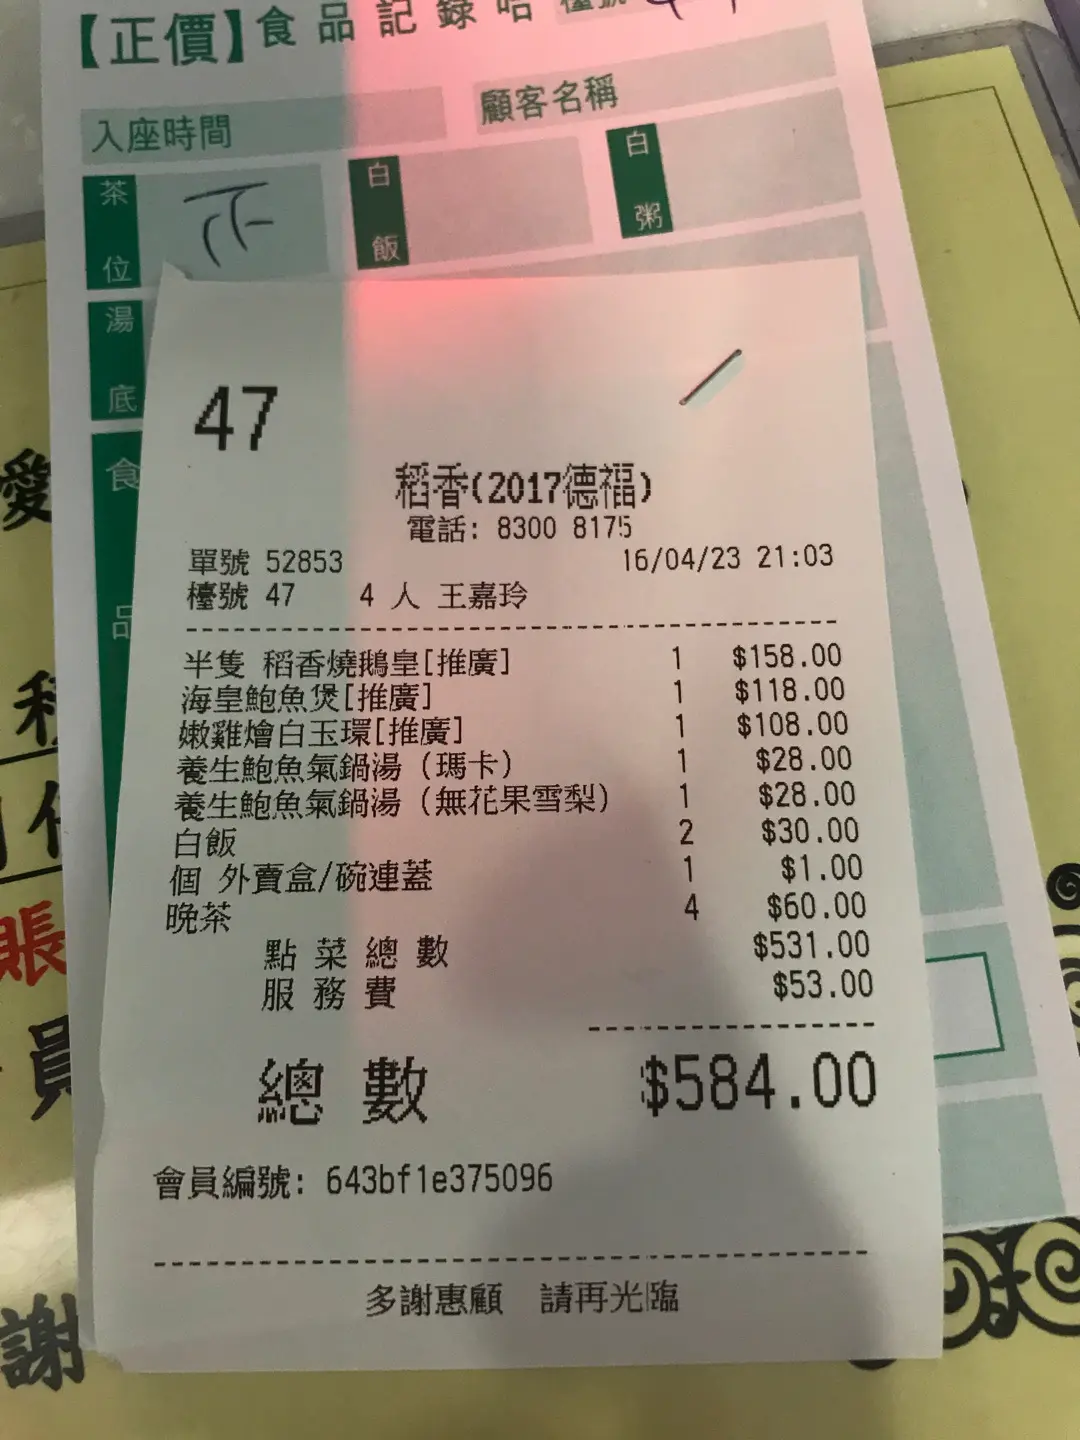 【正價】食品記錄咭
入座時間
顧客名稱
茶位
白飯
白粥
湯底
食品
47
稻香(2017德福)
電話: 8300 8175
單號 52853 16/04/23 21:03
檯號 47 4 人 王嘉玲
半隻 稻香燒鵝皇[推廣] 1 $158.00
海皇鮑魚煲[推廣] 1 $118.00
嫩雞燴白玉環[推廣] 1 $108.00
養生鮑魚氣鍋湯 (瑪卡) 1 $28.00
養生鮑魚氣鍋湯 (無花果雪梨) 1 $28.00
白飯 2 $30.00
個 外賣盒/碗連蓋 1 $1.00
晚茶 4 $60.00
點菜總數 $531.00
服務費 $53.00
總數 $584.00
會員編號: 643bf1e375096
多謝惠顧 請再光臨
愛
賬
員
謝